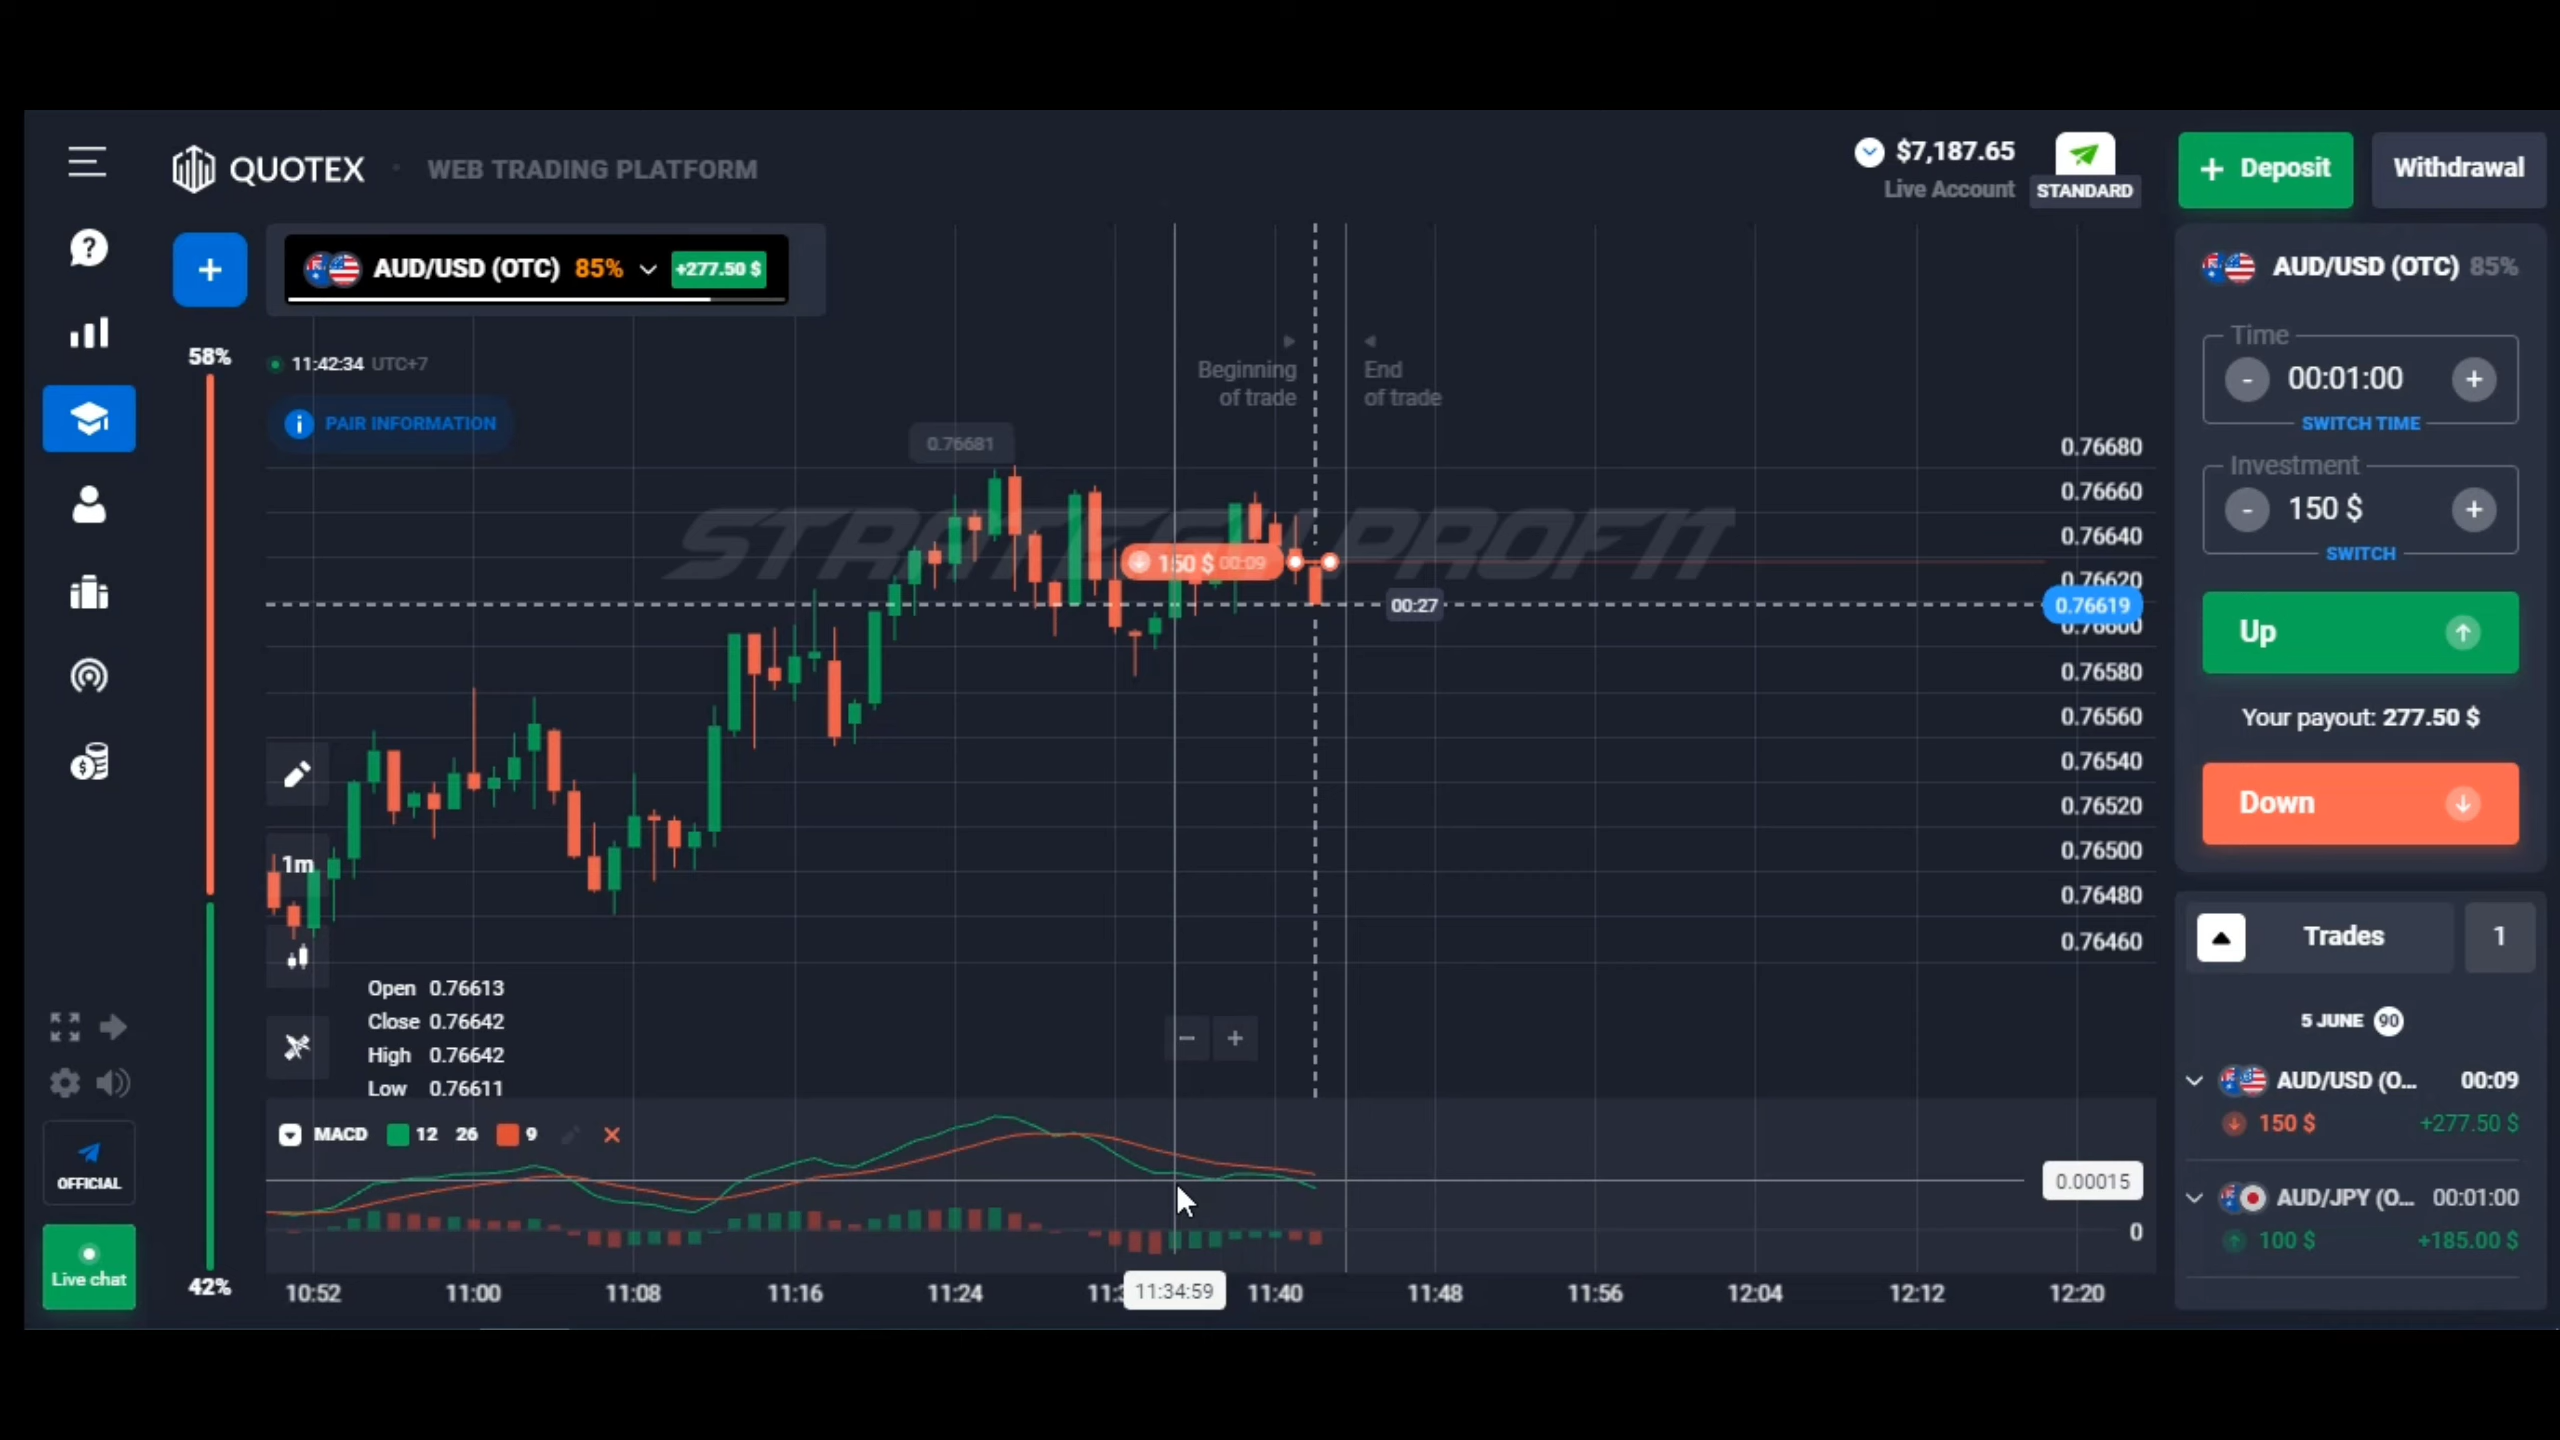 QUOTEX · WEB TRADING PLATFORM
$7,187.65
Live Account
STANDARD
+ Deposit
Withdrawal
+
AUD/USD (OTC) 85% +277.50 $
58%
11:42:34 UTC+7
i PAIR INFORMATION
Beginning of trade
End of trade
0.76681
STRATEGY PROFIT
150 $ 00:09
00:27
0.76680
0.76660
0.76640
0.76620
0.76619
0.76600
0.76580
0.76560
0.76540
0.76520
0.76500
0.76480
0.76460
1m
Open 0.76613
Close 0.76642
High 0.76642
Low 0.76611
− +
MACD 12 26 9
0.00015
0
42%
10:52 11:00 11:08 11:16 11:24 11:34:59 11:40 11:48 11:56 12:04 12:12 12:20
OFFICIAL
Live chat
AUD/USD (OTC) 85%
Time
- 00:01:00 +
SWITCH TIME
Investment
- 150 $ +
SWITCH
Up
Your payout: 277.50 $
Down
Trades 1
5 JUNE 90
AUD/USD (O... 00:09
150 $ +277.50 $
AUD/JPY (O... 00:01:00
100 $ +185.00 $